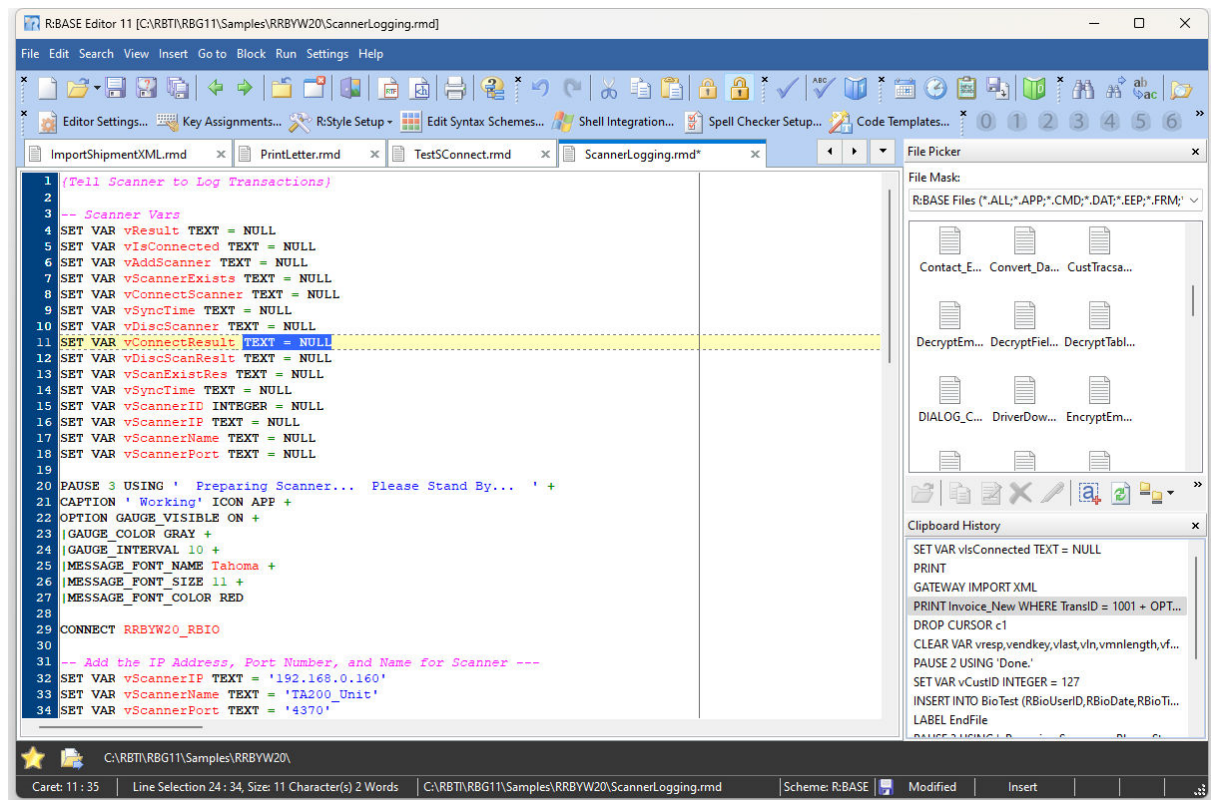 R:BASE Editor 11 [C:\RBTI\RBG11\Samples\RRBYW20\ScannerLogging.rmd]
File Edit Search View Insert Go to Block Run Settings Help
ABC
ab
ac
Editor Settings... Key Assignments... R:Style Setup Edit Syntax Schemes... Shell Integration... Spell Checker Setup... Code Templates... 0 1 2 3 4 5 6 »
ImportShipmentXML.rmd PrintLetter.rmd TestSConnect.rmd ScannerLogging.rmd*
1 {Tell Scanner to Log Transactions}
2
3 -- Scanner Vars
4 SET VAR vResult TEXT = NULL
5 SET VAR vIsConnected TEXT = NULL
6 SET VAR vAddScanner TEXT = NULL
7 SET VAR vScannerExists TEXT = NULL
8 SET VAR vConnectScanner TEXT = NULL
9 SET VAR vSyncTime TEXT = NULL
10 SET VAR vDiscScanner TEXT = NULL
11 SET VAR vConnectResult TEXT = NULL
12 SET VAR vDiscScanReslt TEXT = NULL
13 SET VAR vScanExistRes TEXT = NULL
14 SET VAR vSyncTime TEXT = NULL
15 SET VAR vScannerID INTEGER = NULL
16 SET VAR vScannerIP TEXT = NULL
17 SET VAR vScannerName TEXT = NULL
18 SET VAR vScannerPort TEXT = NULL
19
20 PAUSE 3 USING '  Preparing Scanner...  Please Stand By...  ' +
21 CAPTION ' Working' ICON APP +
22 OPTION GAUGE_VISIBLE ON +
23 |GAUGE_COLOR GRAY +
24 |GAUGE_INTERVAL 10 +
25 |MESSAGE_FONT_NAME Tahoma +
26 |MESSAGE_FONT_SIZE 11 +
27 |MESSAGE_FONT_COLOR RED
28
29 CONNECT RRBYW20_RBIO
30
31 -- Add the IP Address, Port Number, and Name for Scanner ---
32 SET VAR vScannerIP TEXT = '192.168.0.160'
33 SET VAR vScannerName TEXT = 'TA200_Unit'
34 SET VAR vScannerPort TEXT = '4370'
File Picker
File Mask:
R:BASE Files (*.ALL;*.APP;*.CMD;*.DAT;*.EEP;*.FRM;
Contact_E... Convert_Da... CustTracsa...
DecryptEm... DecryptFiel... DecryptTabl...
DIALOG_C... DriverDow... EncryptEm...
»
Clipboard History
SET VAR vIsConnected TEXT = NULL
PRINT
GATEWAY IMPORT XML
PRINT Invoice_New WHERE TransID = 1001 + OPT...
DROP CURSOR c1
CLEAR VAR vresp,vendkey,vlast,vln,vmnlength,vf...
PAUSE 2 USING 'Done.'
SET VAR vCustID INTEGER = 127
INSERT INTO BioTest (RBioUserID,RBioDate,RBioTi...
LABEL EndFile
C:\RBTI\RBG11\Samples\RRBYW20\
Caret: 11 : 35 Line Selection 24 : 34, Size: 11 Character(s) 2 Words C:\RBTI\RBG11\Samples\RRBYW20\ScannerLogging.rmd Scheme: R:BASE Modified Insert